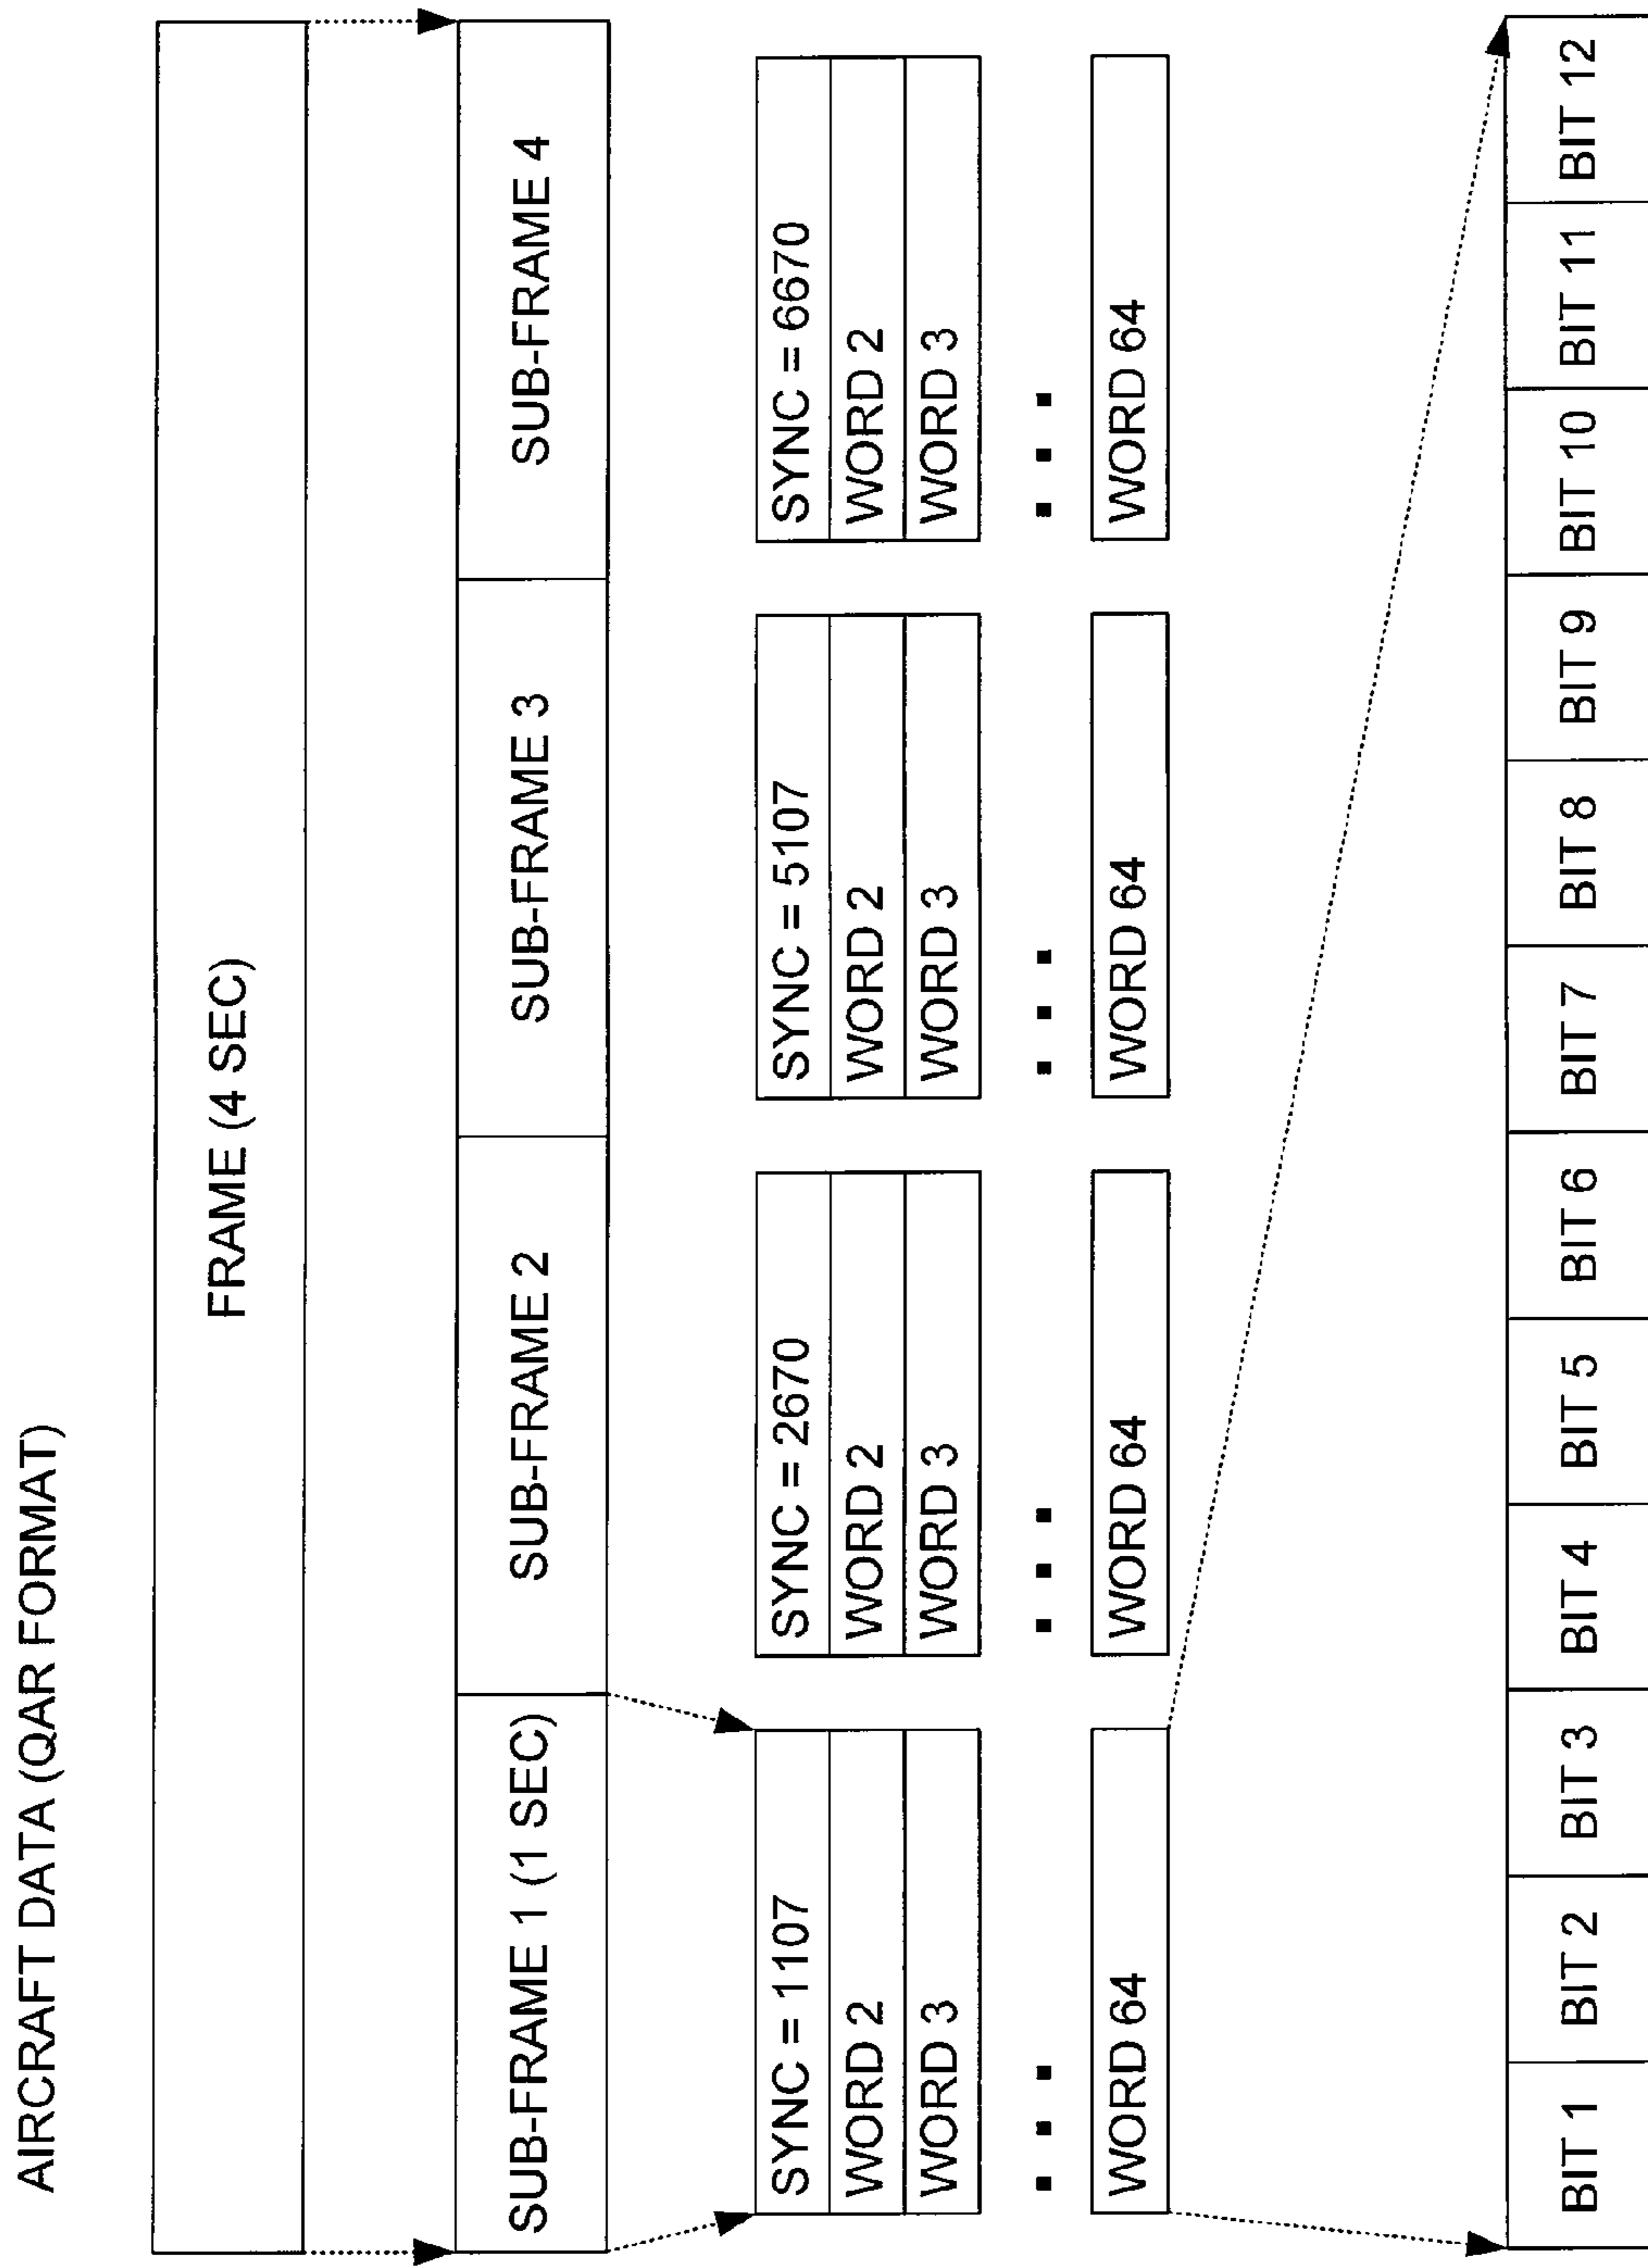 AIRCRAFT DATA (QAR FORMAT)
FRAME (4 SEC)
SUB-FRAME 1 (1 SEC)
SUB-FRAME 2
SUB-FRAME 3
SUB-FRAME 4
SYNC = 1107
WORD 2
WORD 3
WORD 64
SYNC = 2670
WORD 2
WORD 3
WORD 64
SYNC = 5107
WORD 2
WORD 3
WORD 64
SYNC = 6670
WORD 2
WORD 3
WORD 64
BIT 1
BIT 2
BIT 3
BIT 4
BIT 5
BIT 6
BIT 7
BIT 8
BIT 9
BIT 10
BIT 11
BIT 12